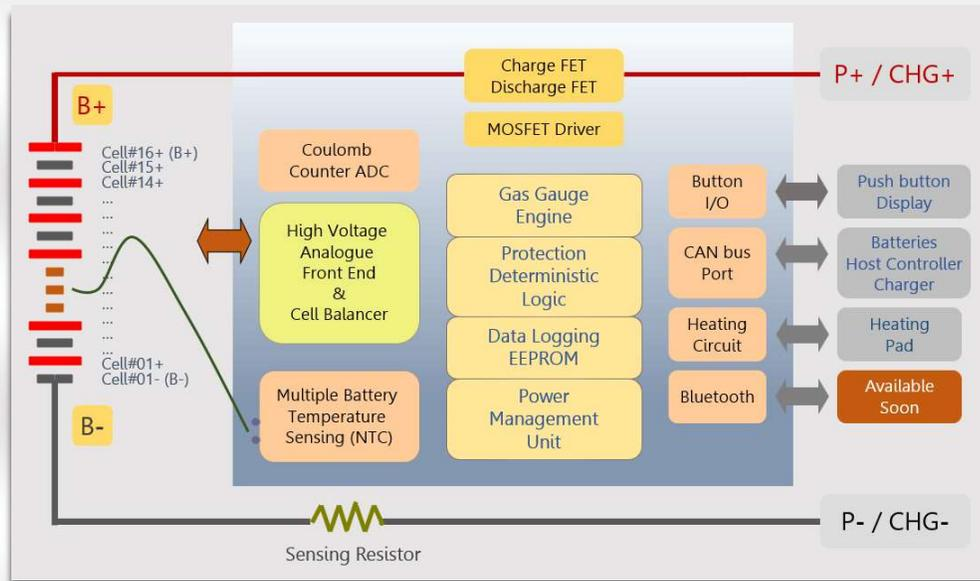 Charge FET
Discharge FET
P+ / CHG+
B+
MOSFET Driver
Cell#16+ (B+)
Cell#15+
Cell#14+
...
...
...
...
...
...
...
...
...
...
...
Cell#01+
Cell#01- (B-)
B-
Coulomb
Counter ADC
High Voltage
Analogue
Front End
&
Cell Balancer
Multiple Battery
Temperature
Sensing (NTC)
Gas Gauge
Engine
Protection
Deterministic
Logic
Data Logging
EEPROM
Power
Management
Unit
Button
I/O
Push button
Display
CAN bus
Port
Batteries
Host Controller
Charger
Heating
Circuit
Heating
Pad
Bluetooth
Available
Soon
P- / CHG-
Sensing Resistor